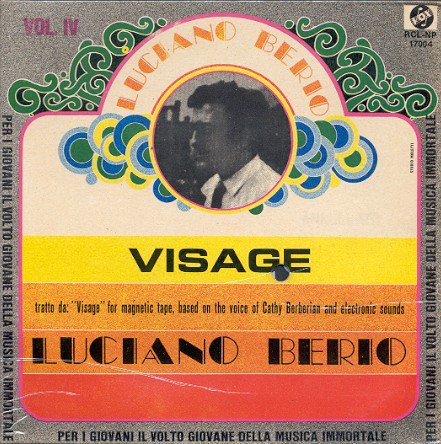 VOL. IV
VOX
RCL-NP
17004
LUCIANO BERIO
VISAGE
tratto da: "Visage" for magnetic tape, based on the voice of Cathy Berberian and electronic sounds
LUCIANO BERIO
PER I GIOVANI IL VOLTO GIOVANE DELLA MUSICA IMMORTALE
PER I GIOVANI IL VOLTO GIOVANE DELLA MUSICA IMMORTALE
PER I GIOVANI IL VOLTO GIOVANE DELLA MUSICA IMMORTALE